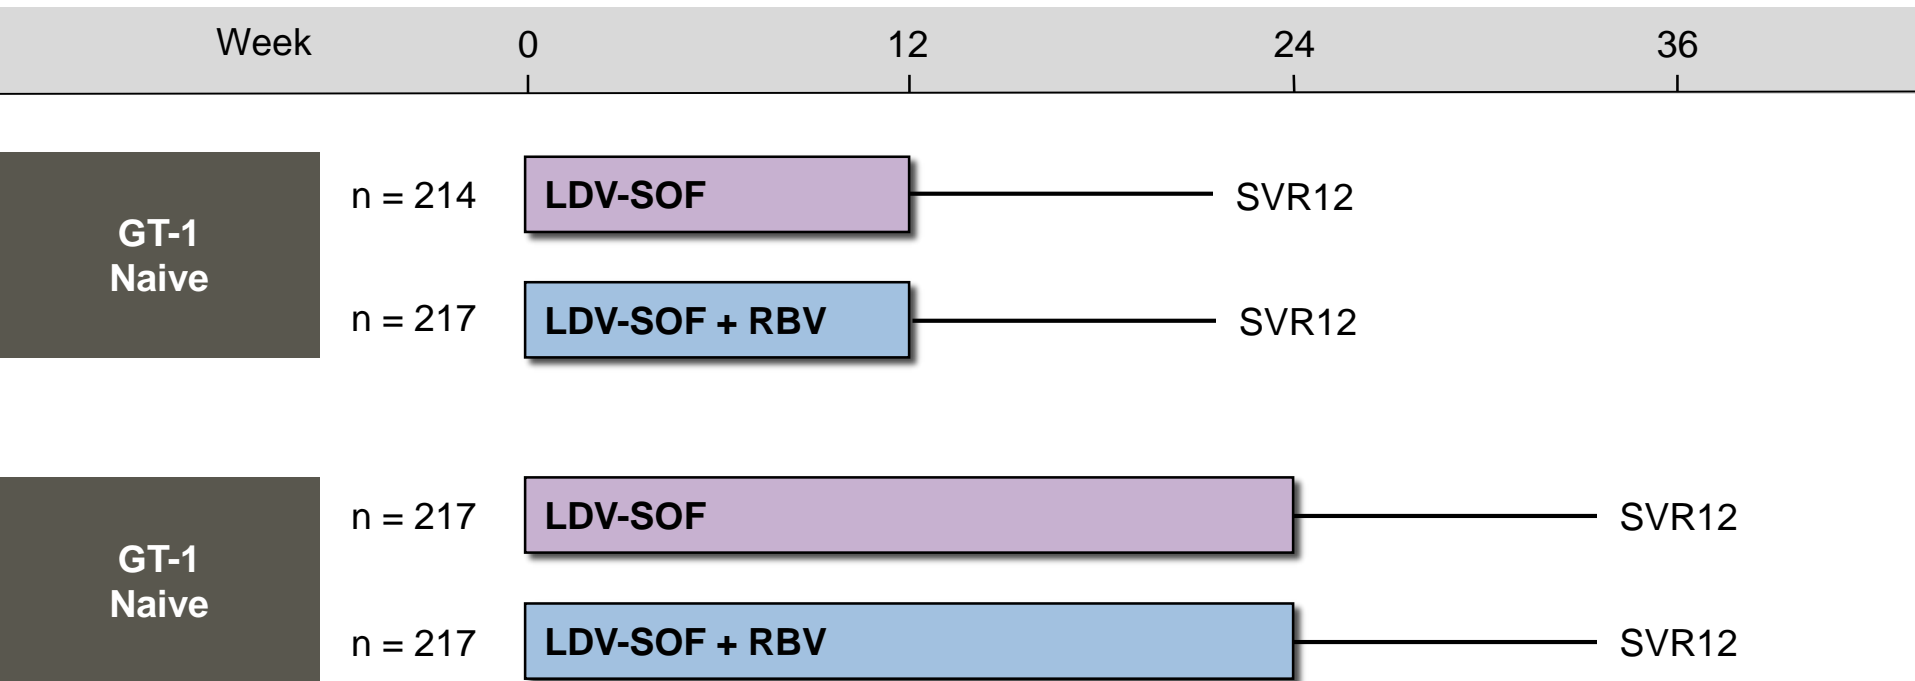 Week 0 12 24 36
GT-1
Naive
n = 214 LDV-SOF SVR12
n = 217 LDV-SOF + RBV SVR12
GT-1
Naive
n = 217 LDV-SOF SVR12
n = 217 LDV-SOF + RBV SVR12